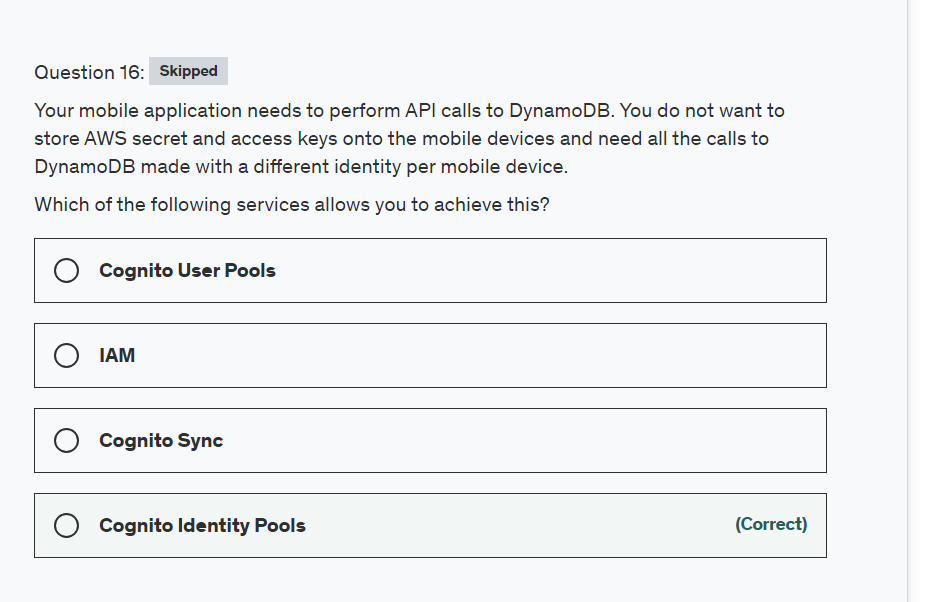 Question 16: Skipped
Your mobile application needs to perform API calls to DynamoDB. You do not want to
store AWS secret and access keys onto the mobile devices and need all the calls to
DynamoDB made with a different identity per mobile device.
Which of the following services allows you to achieve this?
Cognito User Pools
IAM
Cognito Sync
Cognito Identity Pools (Correct)